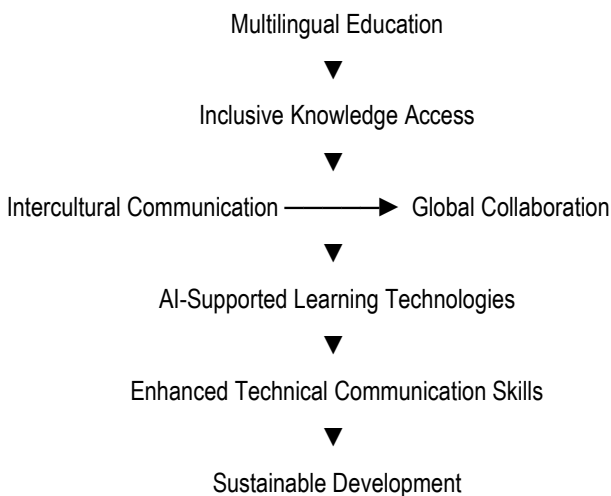 Multilingual Education
▼
Inclusive Knowledge Access
▼
Intercultural Communication ────► Global Collaboration
▼
AI-Supported Learning Technologies
▼
Enhanced Technical Communication Skills
▼
Sustainable Development